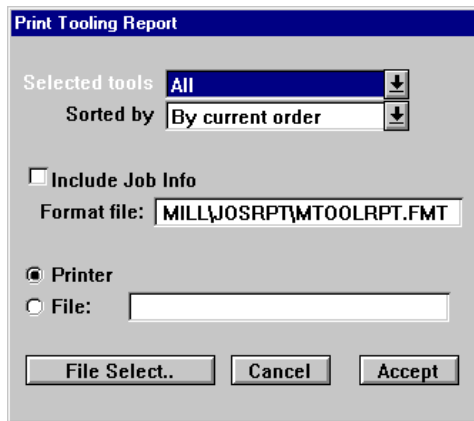 Print Tooling Report
Selected tools All
Sorted by By current order
Include Job Info
Format file: MILL\JOSRPT\MTOOLRPT.FMT
Printer
File:
File Select.. Cancel Accept